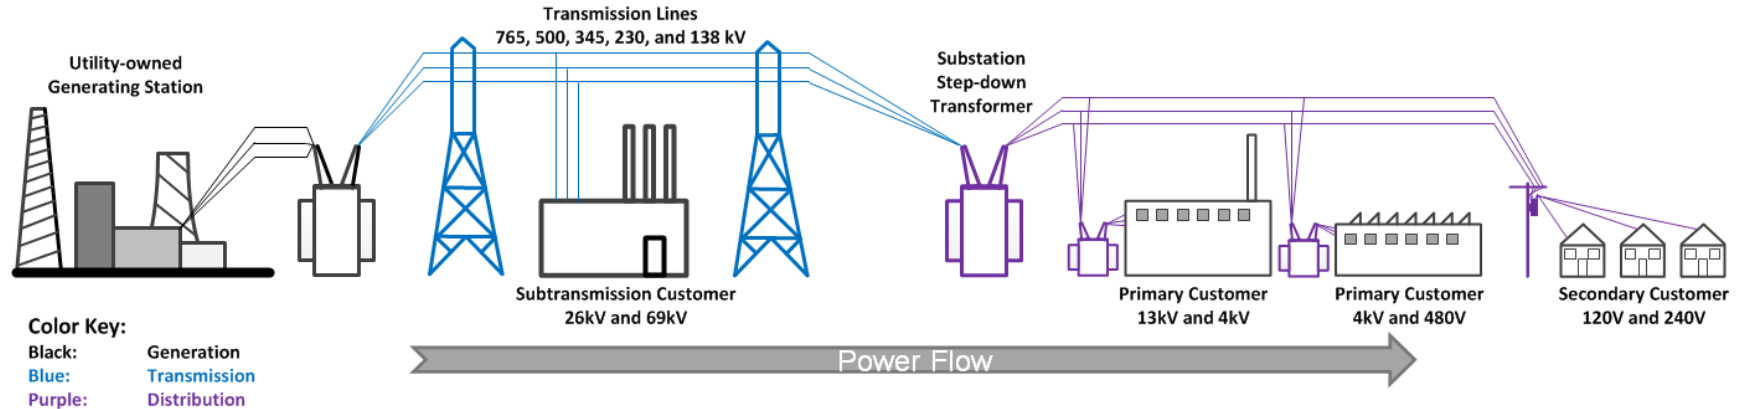 Transmission Lines
765, 500, 345, 230, and 138 kV
Utility-owned
Generating Station
Substation
Step-down
Transformer
Subtransmission Customer
26kV and 69kV
Primary Customer
13kV and 4kV
Primary Customer
4kV and 480V
Secondary Customer
120V and 240V
Color Key:
Black: Generation
Blue: Transmission
Purple: Distribution
Power Flow